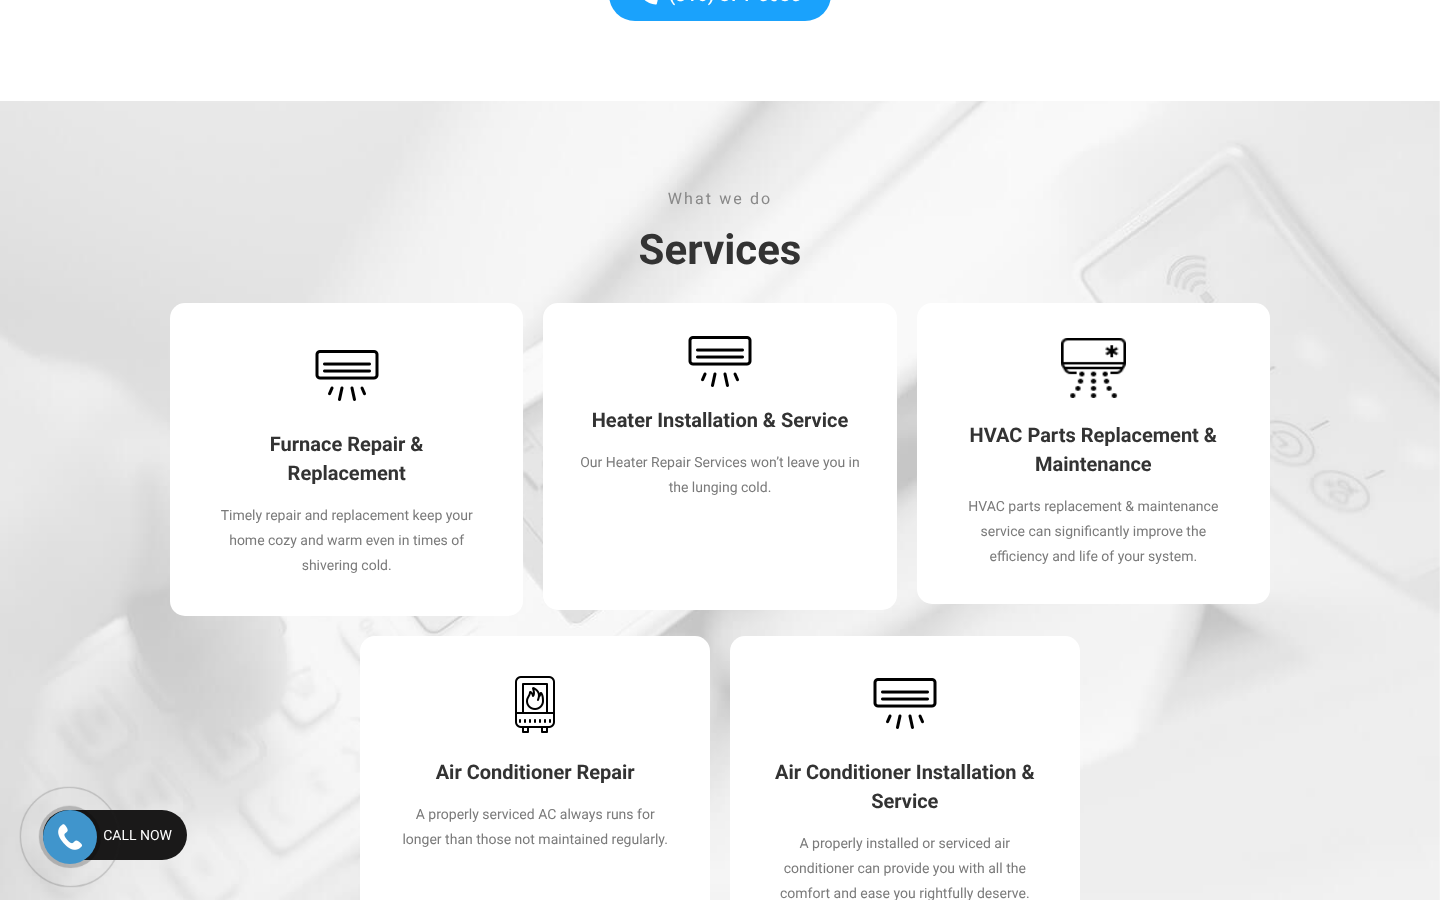 What we do
Services
Furnace Repair &
Replacement
Timely repair and replacement keep your
home cozy and warm even in times of
shivering cold.
Heater Installation & Service
Our Heater Repair Services won't leave you in
the lunging cold.
HVAC Parts Replacement &
Maintenance
HVAC parts replacement & maintenance
service can significantly improve the
efficiency and life of your system.
Air Conditioner Repair
A properly serviced AC always runs for
longer than those not maintained regularly.
Air Conditioner Installation &
Service
A properly installed or serviced air
conditioner can provide you with all the
comfort and ease you rightfully deserve.
CALL NOW